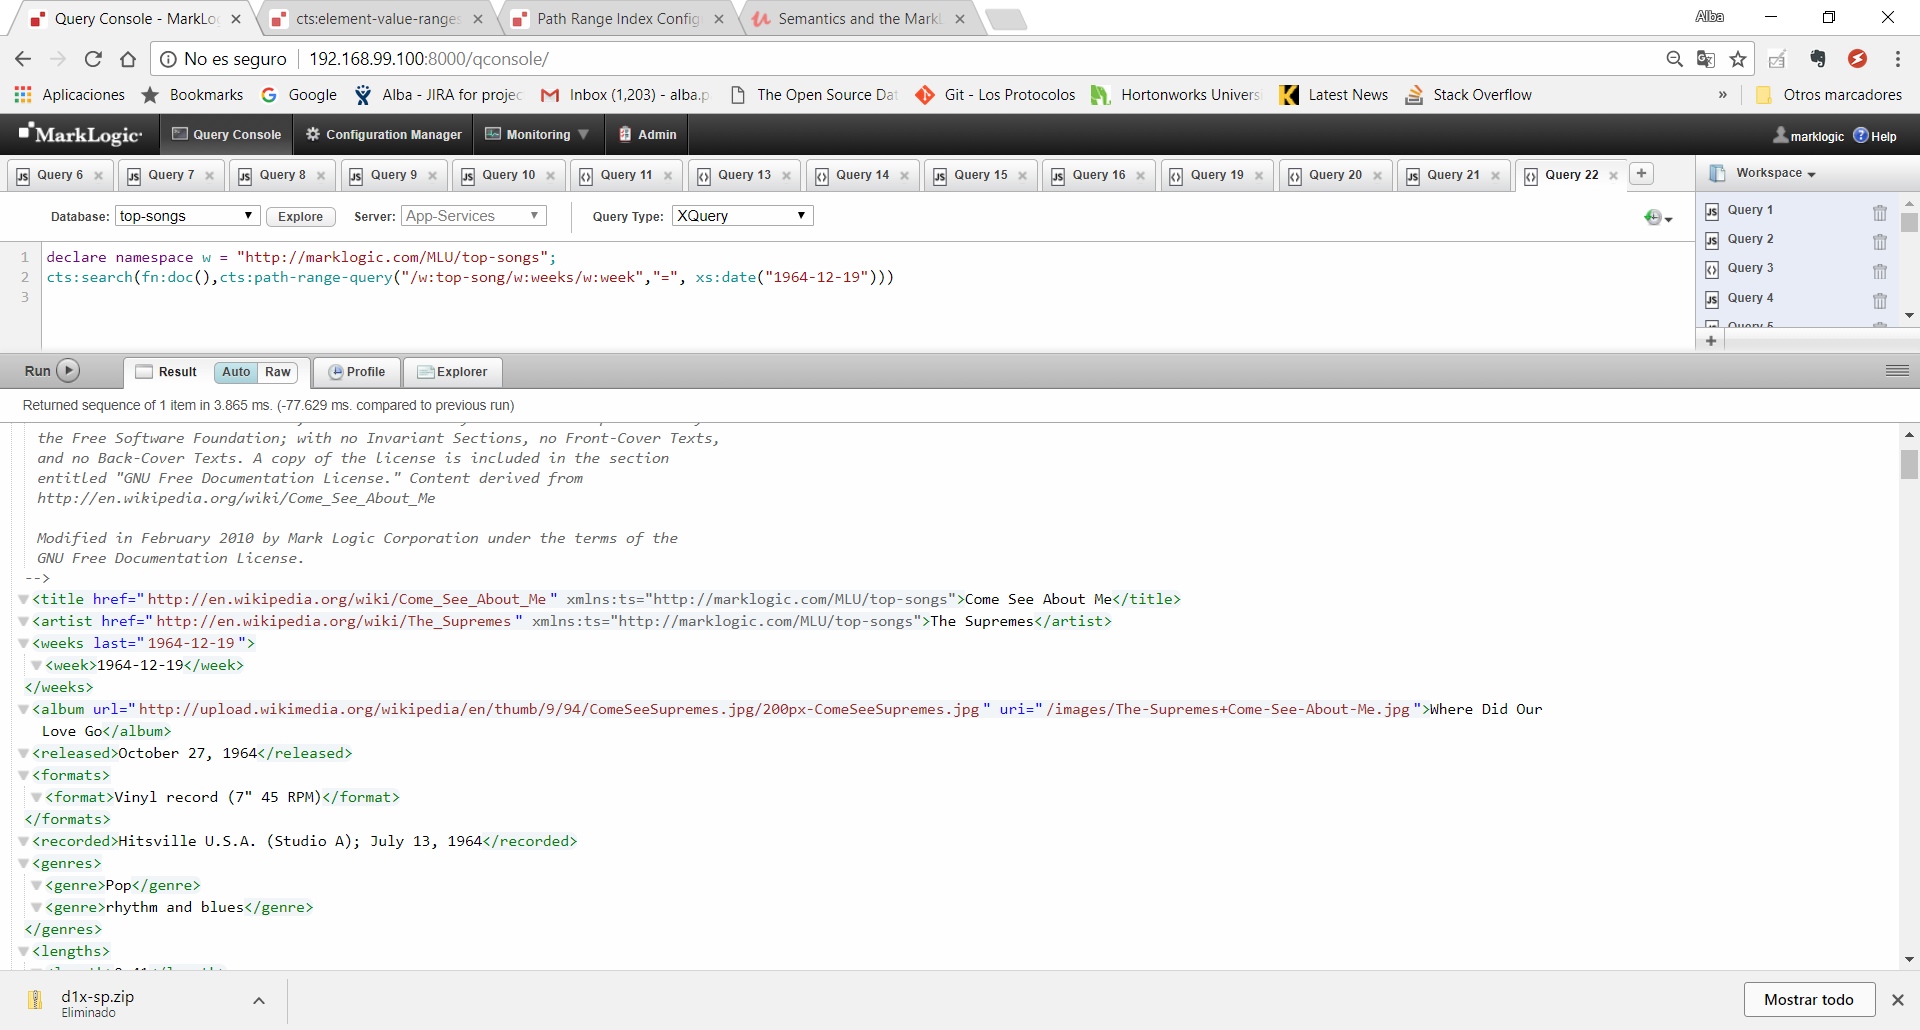 Query Console - MarkLo
cts:element-value-ranges
Path Range Index Config
Semantics and the MarkL
Alba
No es seguro
192.168.99.100:8000/qconsole/
Aplicaciones
Bookmarks
Google
Alba - JIRA for projec
Inbox (1,203) - alba.p
The Open Source Dat
Git - Los Protocolos
Hortonworks Universi
Latest News
Stack Overflow
»
Otros marcadores
MarkLogic
Query Console
Configuration Manager
Monitoring
Admin
marklogic
Help
Query 6
Query 7
Query 8
Query 9
Query 10
Query 11
Query 13
Query 14
Query 15
Query 16
Query 19
Query 20
Query 21
Query 22
Workspace
Database: top-songs Explore Server: App-Services Query Type: XQuery
Query 1
Query 2
Query 3
Query 4
Query 5
1 declare namespace w = "http://marklogic.com/MLU/top-songs";
2 cts:search(fn:doc(),cts:path-range-query("/w:top-song/w:weeks/w:week","=", xs:date("1964-12-19")))
3
Run Result Auto Raw Profile Explorer
Returned sequence of 1 item in 3.865 ms. (-77.629 ms. compared to previous run)
the Free Software Foundation; with no Invariant Sections, no Front-Cover Texts,
and no Back-Cover Texts. A copy of the license is included in the section
entitled "GNU Free Documentation License." Content derived from
http://en.wikipedia.org/wiki/Come_See_About_Me
Modified in February 2010 by Mark Logic Corporation under the terms of the
GNU Free Documentation License.
-->
<title href="http://en.wikipedia.org/wiki/Come_See_About_Me" xmlns:ts="http://marklogic.com/MLU/top-songs">Come See About Me</title>
<artist href="http://en.wikipedia.org/wiki/The_Supremes" xmlns:ts="http://marklogic.com/MLU/top-songs">The Supremes</artist>
<weeks last="1964-12-19">
<week>1964-12-19</week>
</weeks>
<album url="http://upload.wikimedia.org/wikipedia/en/thumb/9/94/ComeSeeSupremes.jpg/200px-ComeSeeSupremes.jpg" uri="/images/The-Supremes+Come-See-About-Me.jpg">Where Did Our
Love Go</album>
<released>October 27, 1964</released>
<formats>
<format>Vinyl record (7" 45 RPM)</format>
</formats>
<recorded>Hitsville U.S.A. (Studio A); July 13, 1964</recorded>
<genres>
<genre>Pop</genre>
<genre>rhythm and blues</genre>
</genres>
<lengths>
d1x-sp.zip
Eliminado
Mostrar todo